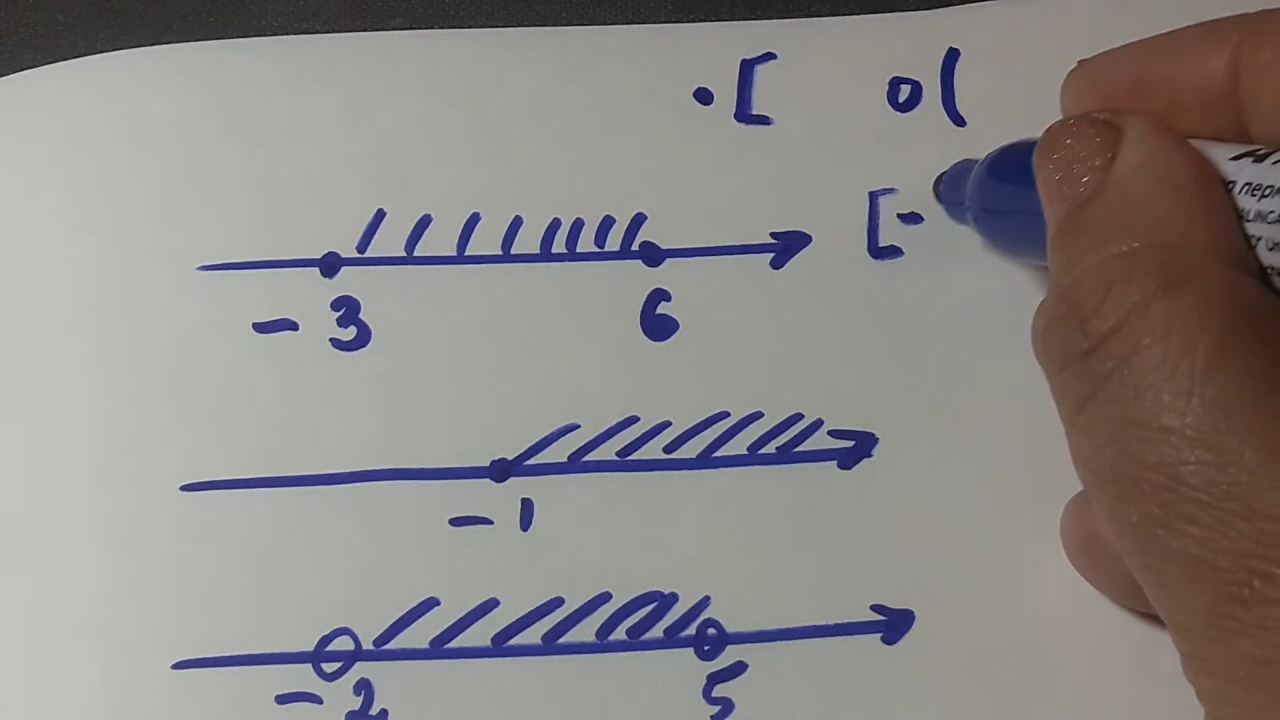 • [ o (
[-
- 3 6
- 1
- 2 5